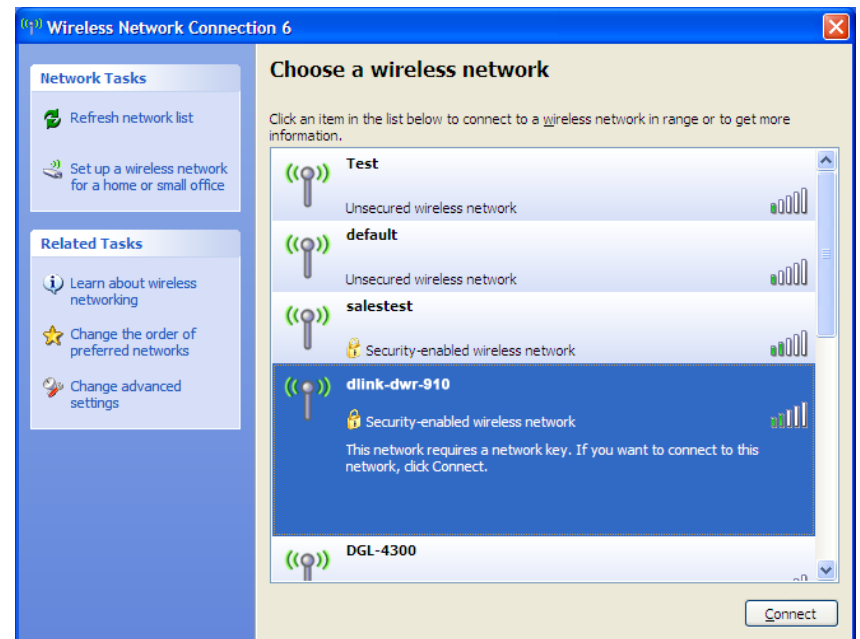 Wireless Network Connection 6
Network Tasks
Refresh network list
Set up a wireless network
for a home or small office
Related Tasks
Learn about wireless
networking
Change the order of
preferred networks
Change advanced
settings
Choose a wireless network
Click an item in the list below to connect to a wireless network in range or to get more
information.
Test
Unsecured wireless network
default
Unsecured wireless network
salestest
Security-enabled wireless network
dlink-dwr-910
Security-enabled wireless network
This network requires a network key. If you want to connect to this
network, click Connect.
DGL-4300
Connect